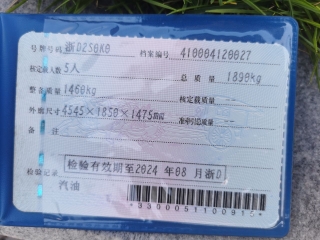 号牌号码 浙D2S0K0 档案编号 410004120027
核定载人数 5人 总质量 1890kg
整备质量 1460kg 核定载质量 --
外廓尺寸 4545×1850×1475mm 准牵引总质量 --
备注
检验记录 检验有效期至2024年08月浙D
汽油